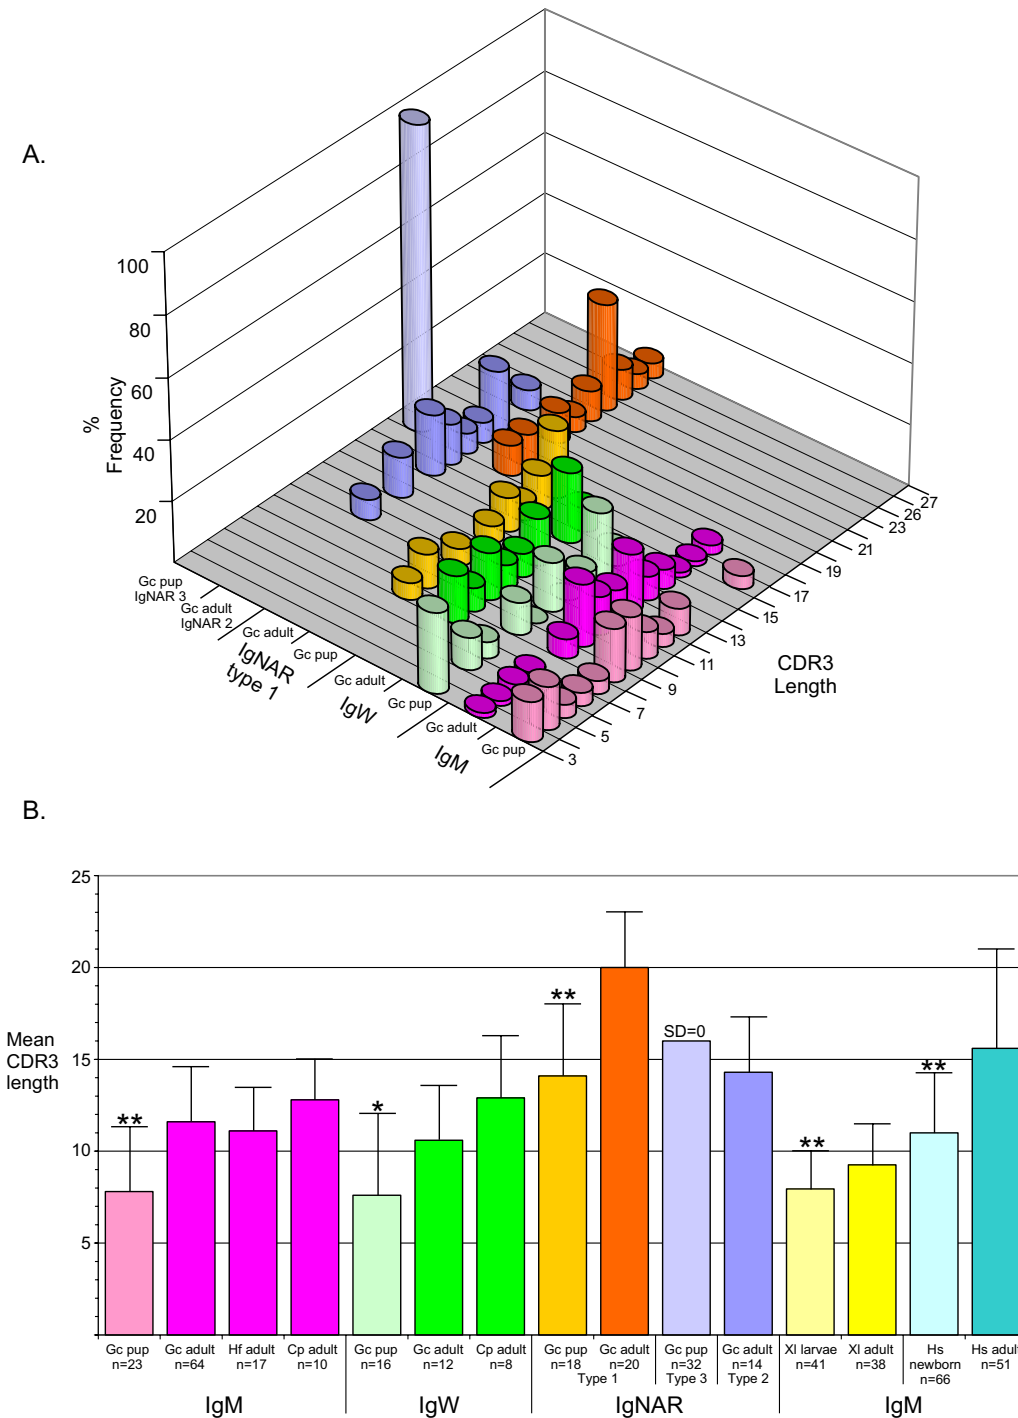 A.
100
80
60
40
20
%
Frequency
Gc pup
IgNAR 3
Gc adult
IgNAR 2
Gc adult
IgNAR
type 1
Gc pup
Gc adult
IgW
Gc pup
Gc adult
IgM
Gc pup
3
5
7
9
11
13
15
17
19
21
23
26
27
CDR3
Length
B.
25
20
15
10
5
Mean
CDR3
length
**
*
**
SD=0
**
**
Gc pup
n=23
Gc adult
n=64
Hf adult
n=17
Cp adult
n=10
Gc pup
n=16
Gc adult
n=12
Cp adult
n=8
Gc pup
n=18
Gc adult
n=20
Type 1
Gc pup
n=32
Type 3
Gc adult
n=14
Type 2
Xl larvae
n=41
Xl adult
n=38
Hs
newborn
n=66
Hs adult
n=51
IgM
IgW
IgNAR
IgM